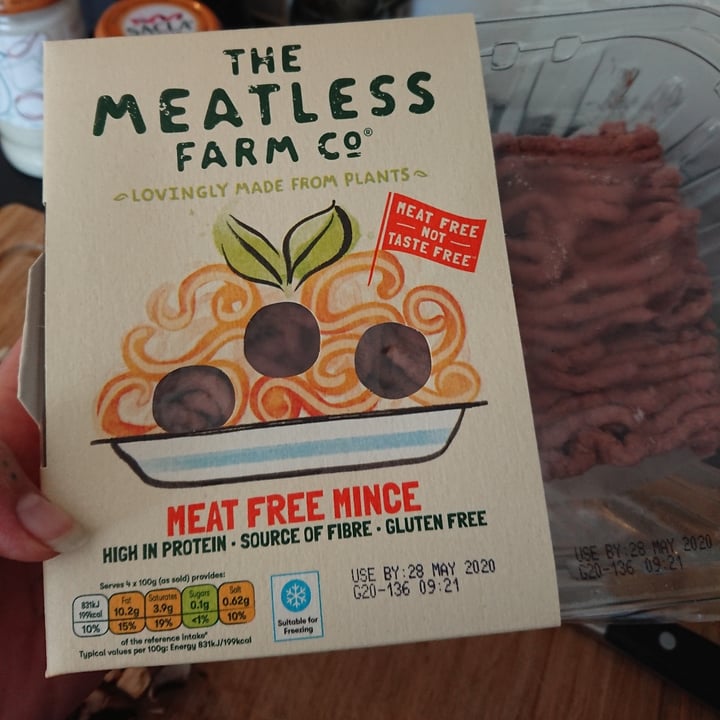 SACLA'
THE
MEATLESS
FARM Co®
LOVINGLY MADE FROM PLANTS
MEAT FREE
NOT
TASTE FREE
MEAT FREE MINCE
HIGH IN PROTEIN · SOURCE OF FIBRE · GLUTEN FREE
Serves 4 x 100g (as sold) provides:
831kJ 199kcal 10%
Fat 10.2g 15%
Saturates 3.9g 19%
Sugars 0.1g <1%
Salt 0.62g 10%
of the reference intake*
Typical values per 100g: Energy 831kJ/199kcal
Suitable for
Freezing
USE BY:28 MAY 2020
G20-136 09:21
USE BY:28 MAY 2020
G20-136 09:21